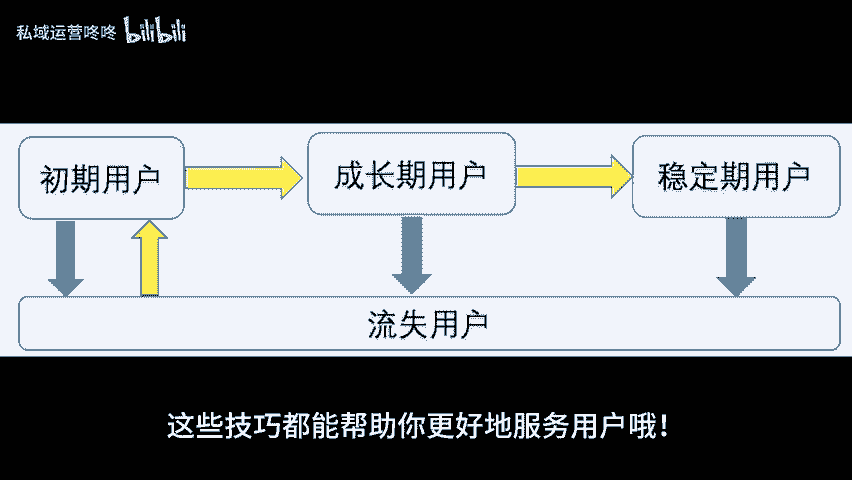 私域运营咚咚 bilibili
初期用户
成长期用户
稳定期用户
流失用户
这些技巧都能帮助你更好地服务用户哦！